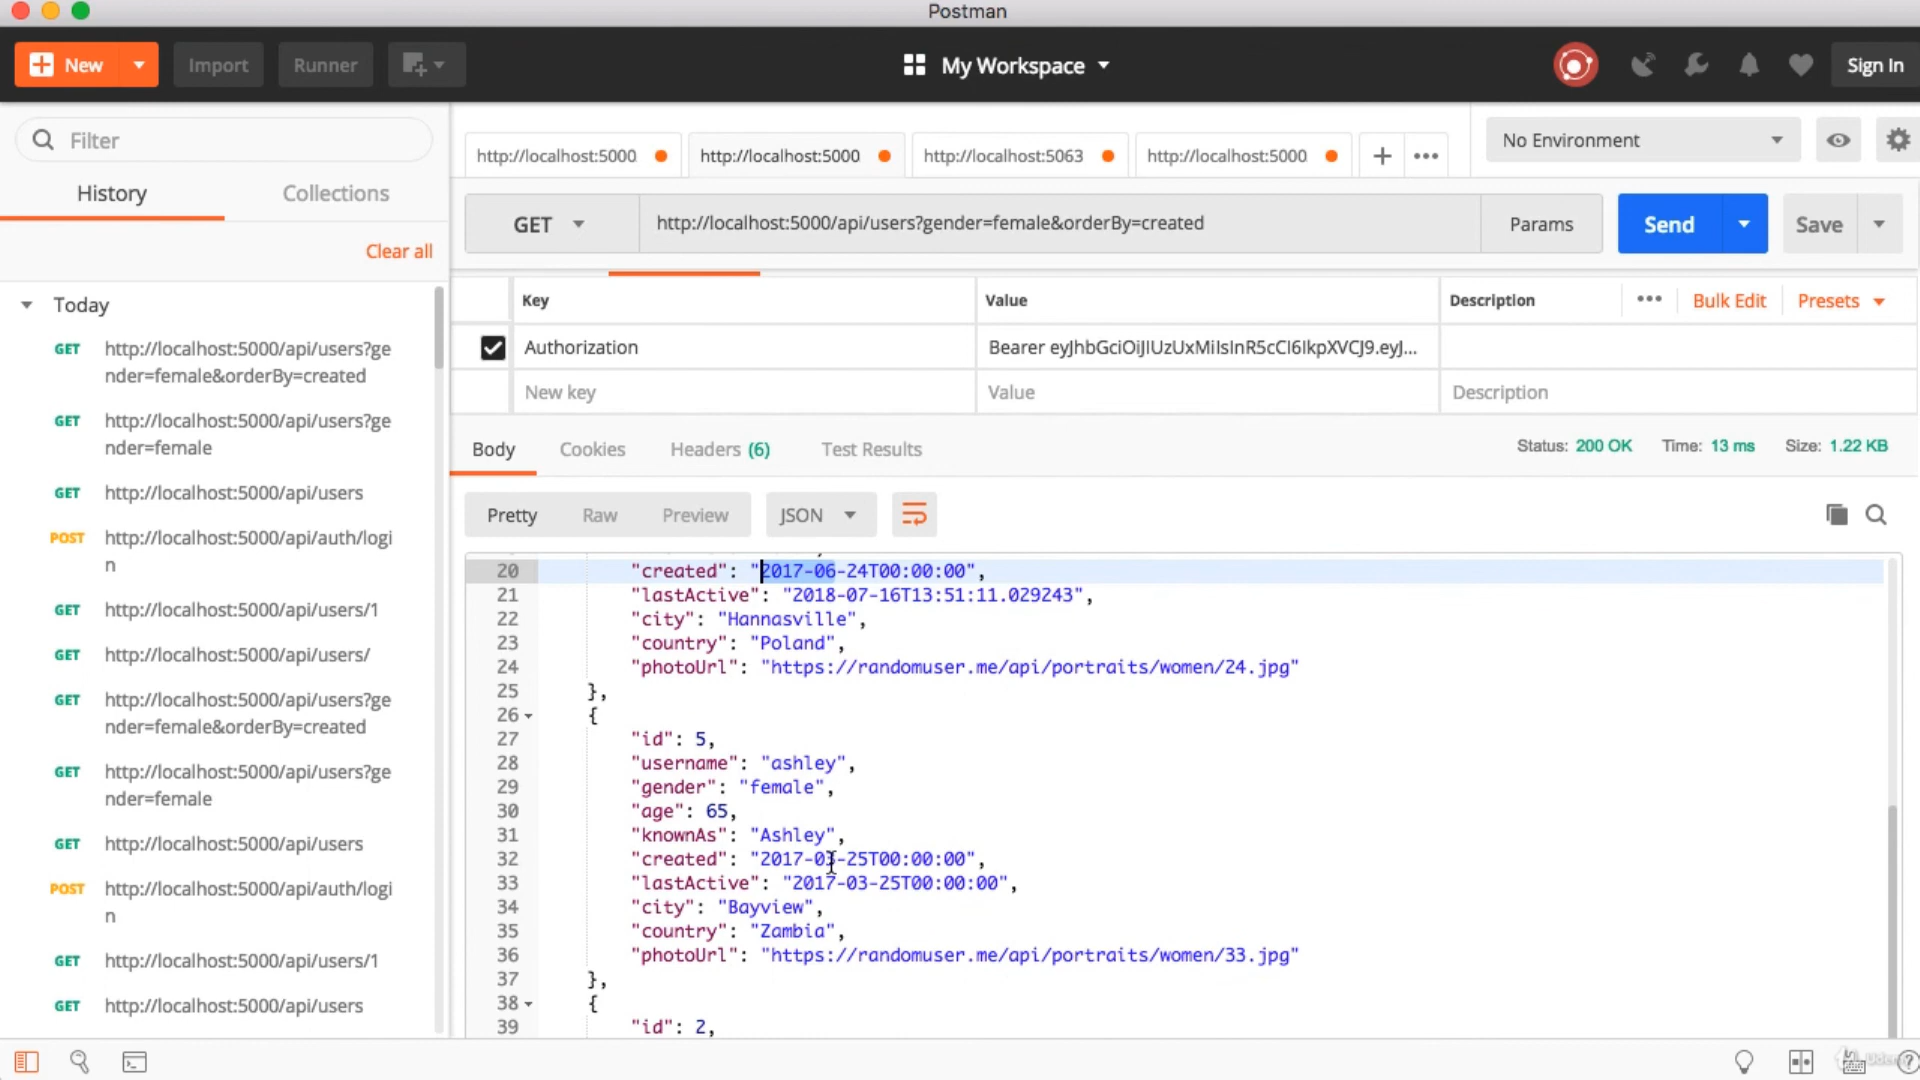 Postman
New
Import
Runner
My Workspace
Sign In
Filter
History
Collections
Clear all
Today
GET http://localhost:5000/api/users?ge
nder=female&orderBy=created
GET http://localhost:5000/api/users?ge
nder=female
GET http://localhost:5000/api/users
POST http://localhost:5000/api/auth/logi
n
GET http://localhost:5000/api/users/1
GET http://localhost:5000/api/users/
GET http://localhost:5000/api/users?ge
nder=female&orderBy=created
GET http://localhost:5000/api/users?ge
nder=female
GET http://localhost:5000/api/users
POST http://localhost:5000/api/auth/logi
n
GET http://localhost:5000/api/users/1
GET http://localhost:5000/api/users
http://localhost:5000
http://localhost:5000
http://localhost:5063
http://localhost:5000
No Environment
GET
http://localhost:5000/api/users?gender=female&orderBy=created
Params
Send
Save
Key Value Description
Bulk Edit
Presets
Authorization Bearer eyJhbGciOiJIUzUxMiIsInR5cCI6IkpXVCJ9.eyJ...
New key Value Description
Body Cookies Headers (6) Test Results
Status: 200 OK Time: 13 ms Size: 1.22 KB
Pretty Raw Preview JSON
20 "created": "2017-06-24T00:00:00",
21 "lastActive": "2018-07-16T13:51:11.029243",
22 "city": "Hannasville",
23 "country": "Poland",
24 "photoUrl": "https://randomuser.me/api/portraits/women/24.jpg"
25 },
26 {
27 "id": 5,
28 "username": "ashley",
29 "gender": "female",
30 "age": 65,
31 "knownAs": "Ashley",
32 "created": "2017-03-25T00:00:00",
33 "lastActive": "2017-03-25T00:00:00",
34 "city": "Bayview",
35 "country": "Zambia",
36 "photoUrl": "https://randomuser.me/api/portraits/women/33.jpg"
37 },
38 {
39 "id": 2,